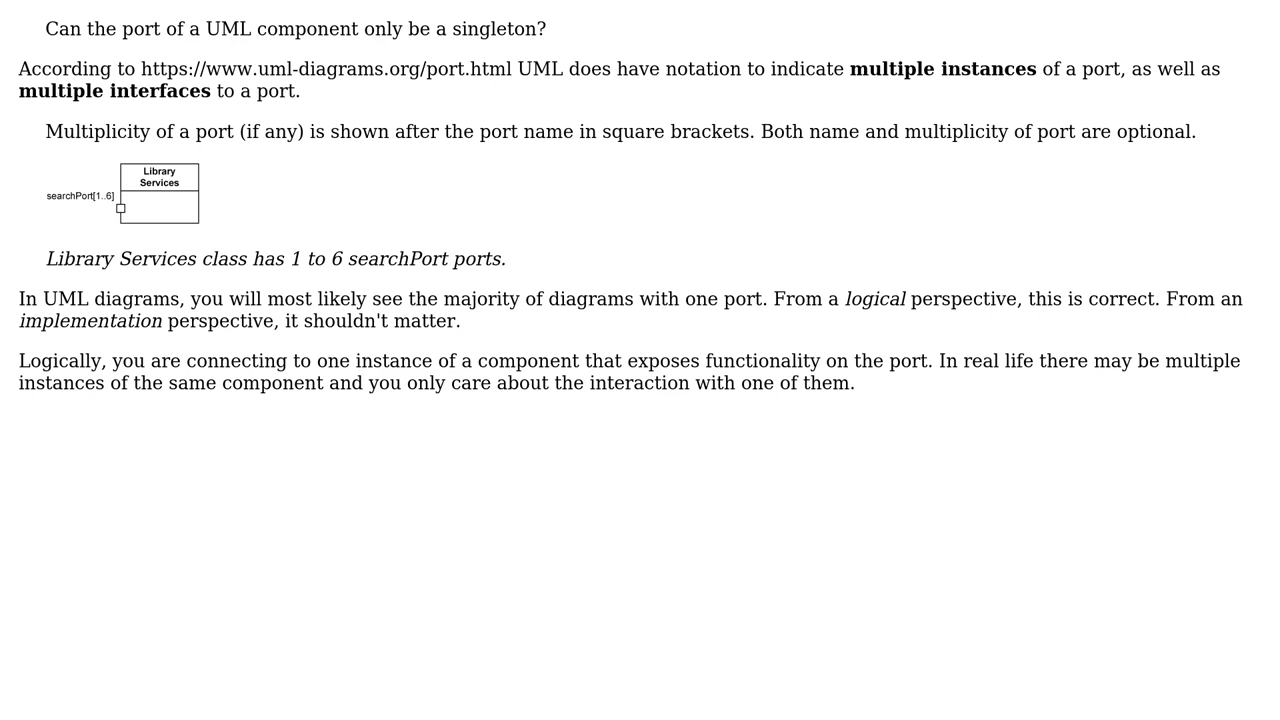 Can the port of a UML component only be a singleton?
According to https://www.uml-diagrams.org/port.html UML does have notation to indicate multiple instances of a port, as well as
multiple interfaces to a port.
Multiplicity of a port (if any) is shown after the port name in square brackets. Both name and multiplicity of port are optional.
Library
Services
searchPort[1..6]
Library Services class has 1 to 6 searchPort ports.
In UML diagrams, you will most likely see the majority of diagrams with one port. From a logical perspective, this is correct. From an
implementation perspective, it shouldn't matter.
Logically, you are connecting to one instance of a component that exposes functionality on the port. In real life there may be multiple
instances of the same component and you only care about the interaction with one of them.